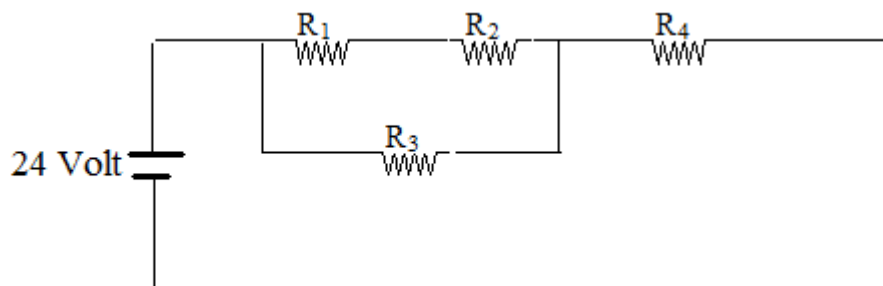 R₁
R₂
R₄
R₃
24 Volt